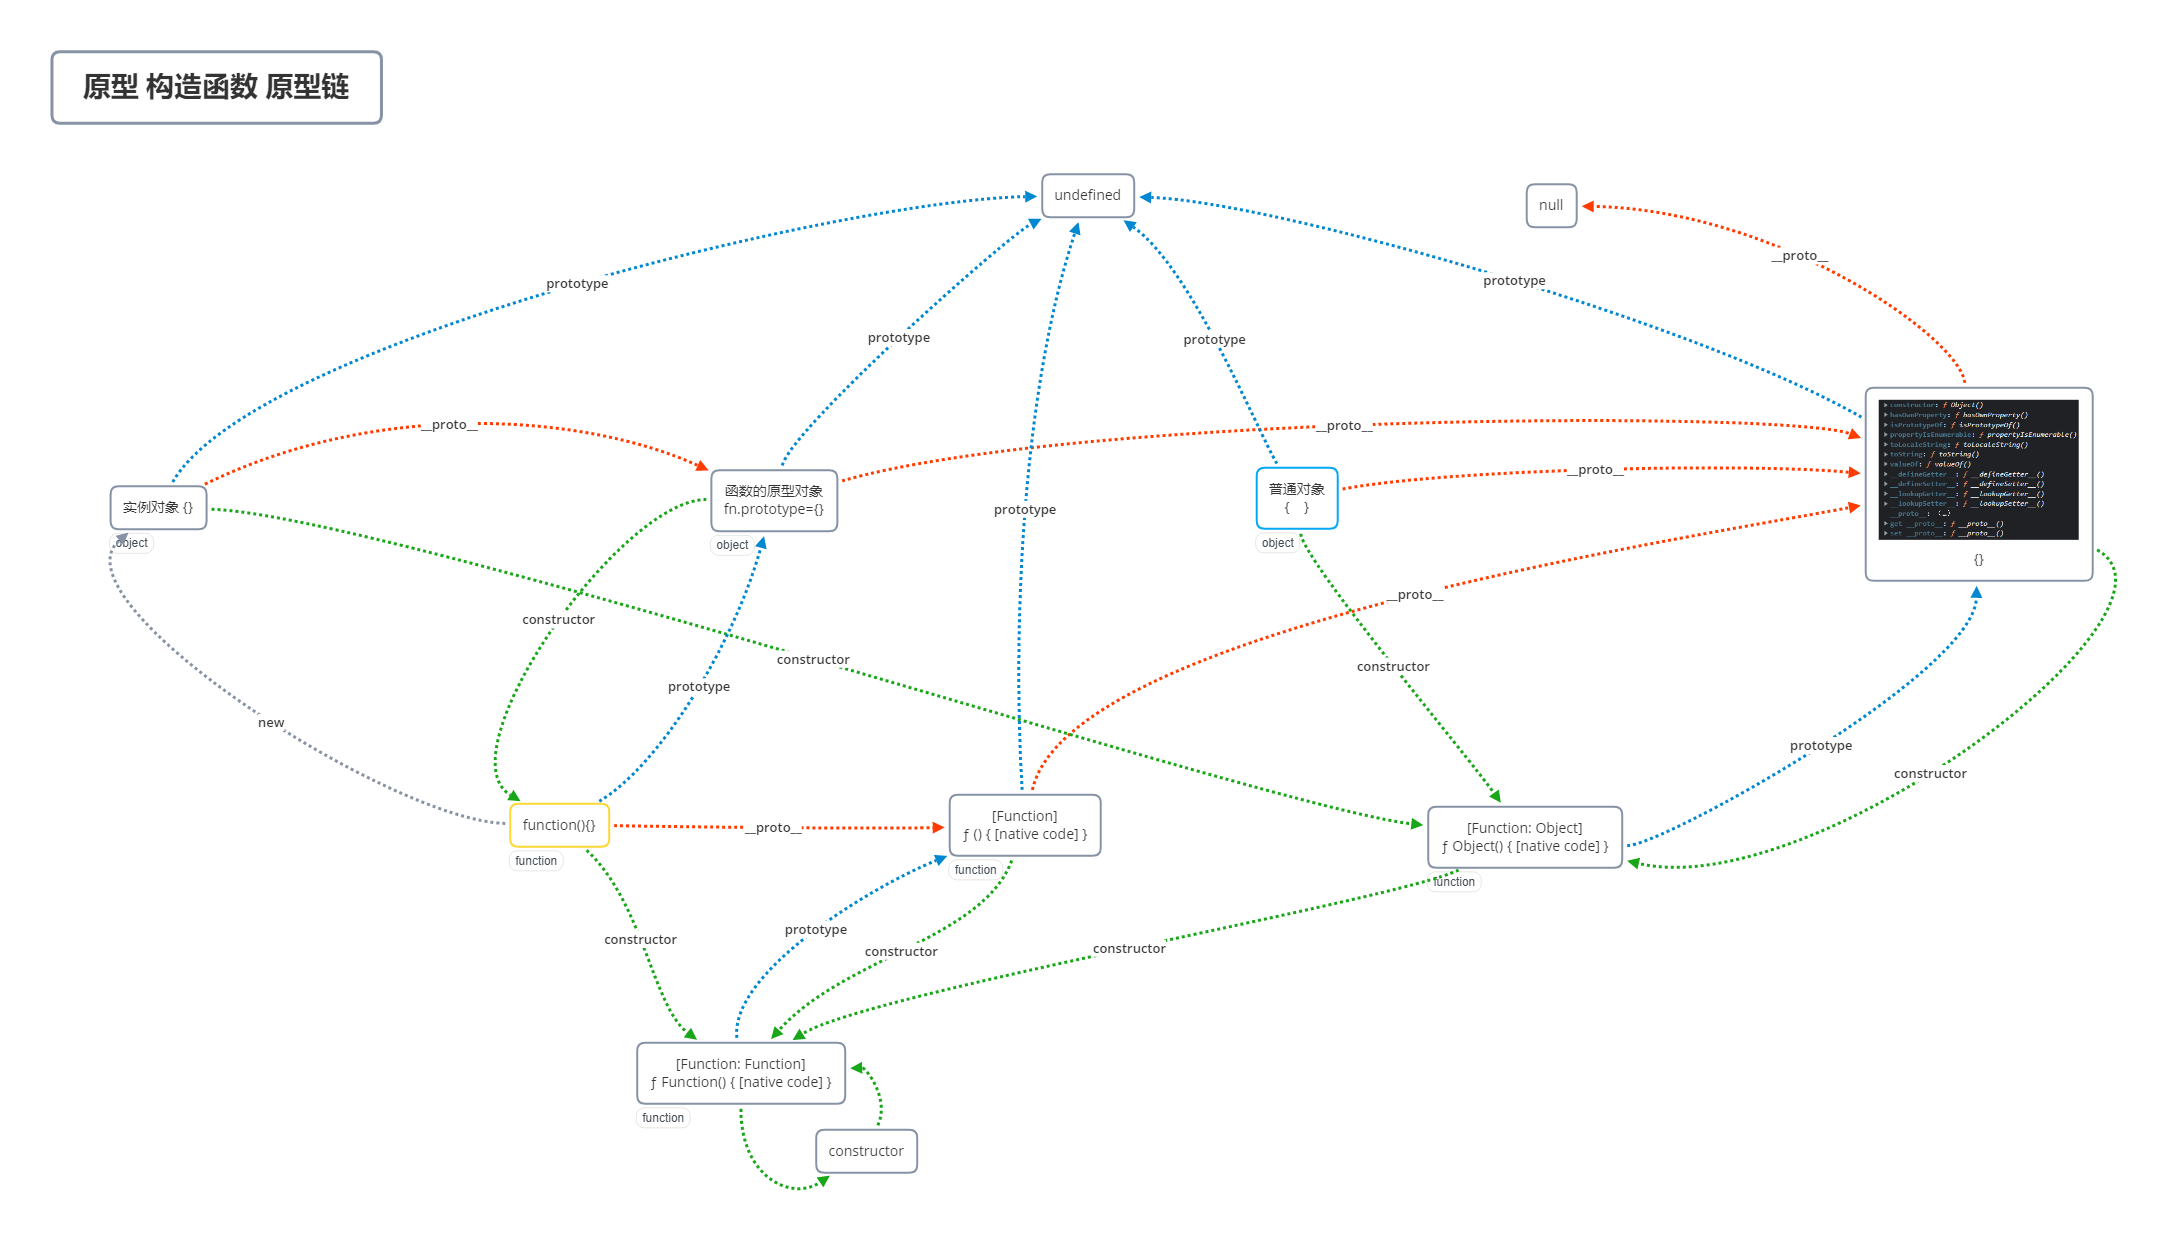 原型 构造函数 原型链
undefined
null
__proto__
prototype
prototype
prototype
prototype
__proto__
__proto__
__proto__
constructor: ƒ Object()
hasOwnProperty: ƒ hasOwnProperty()
isPrototypeOf: ƒ isPrototypeOf()
propertyIsEnumerable: ƒ propertyIsEnumerable()
toLocaleString: ƒ toLocaleString()
toString: ƒ toString()
valueOf: ƒ valueOf()
__defineGetter__: ƒ __defineGetter__()
__defineSetter__: ƒ __defineSetter__()
__lookupGetter__: ƒ __lookupGetter__()
__lookupSetter__: ƒ __lookupSetter__()
__proto__: {…}
get __proto__: ƒ __proto__()
set __proto__: ƒ __proto__()
{}
实例对象 {}
object
函数的原型对象
fn.prototype={}
object
普通对象
{ }
object
prototype
__proto__
constructor
constructor
constructor
prototype
new
prototype
constructor
function(){}
function
__proto__
[Function]
ƒ () { [native code] }
function
[Function: Object]
ƒ Object() { [native code] }
function
constructor
prototype
constructor
constructor
[Function: Function]
ƒ Function() { [native code] }
function
constructor